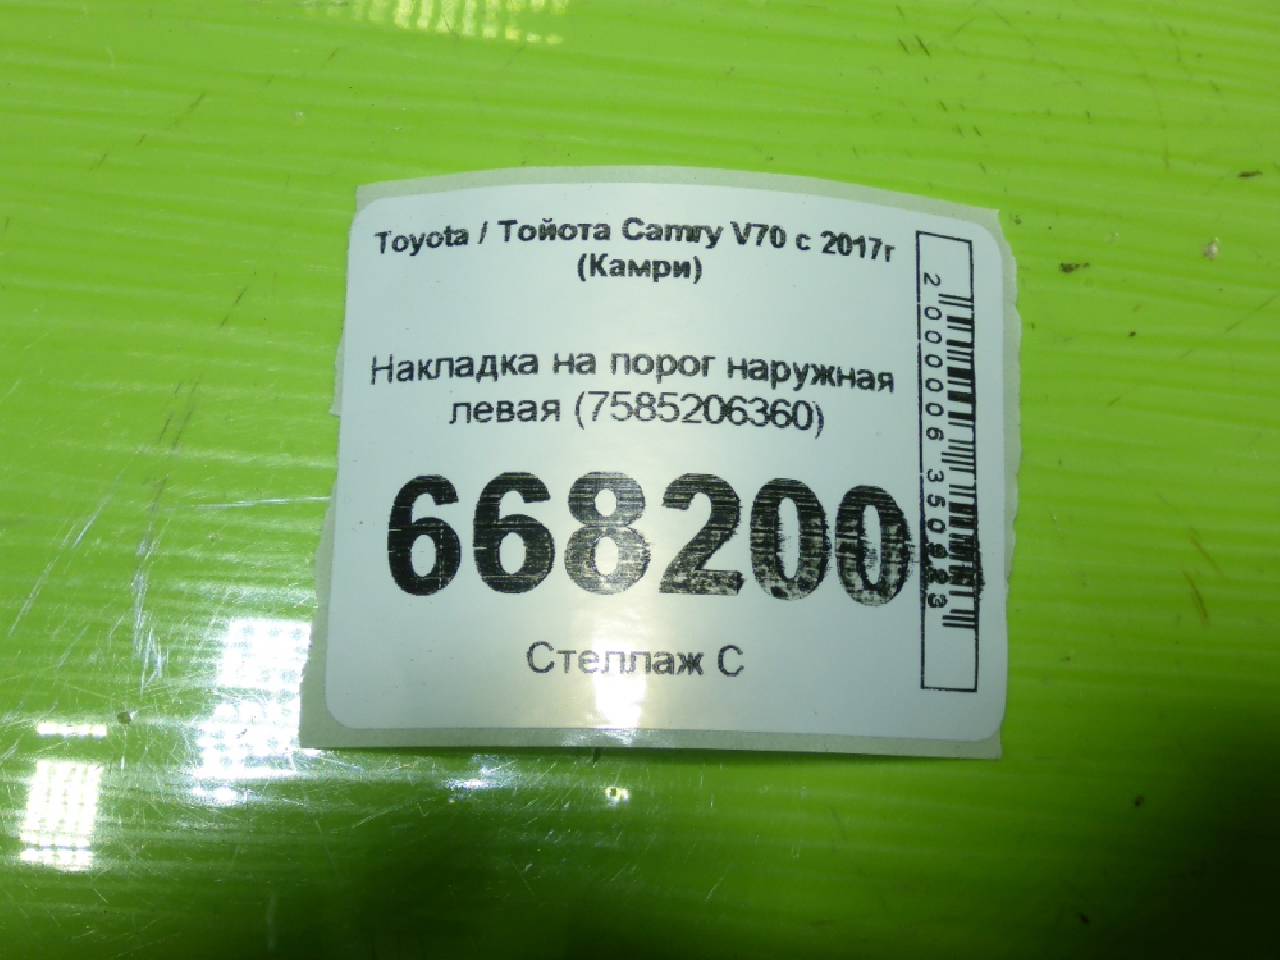 Toyota / Тойота Camry V70 с 2017г
(Камри)
Накладка на порог наружная
левая (7585206360)
668200
Стеллаж С